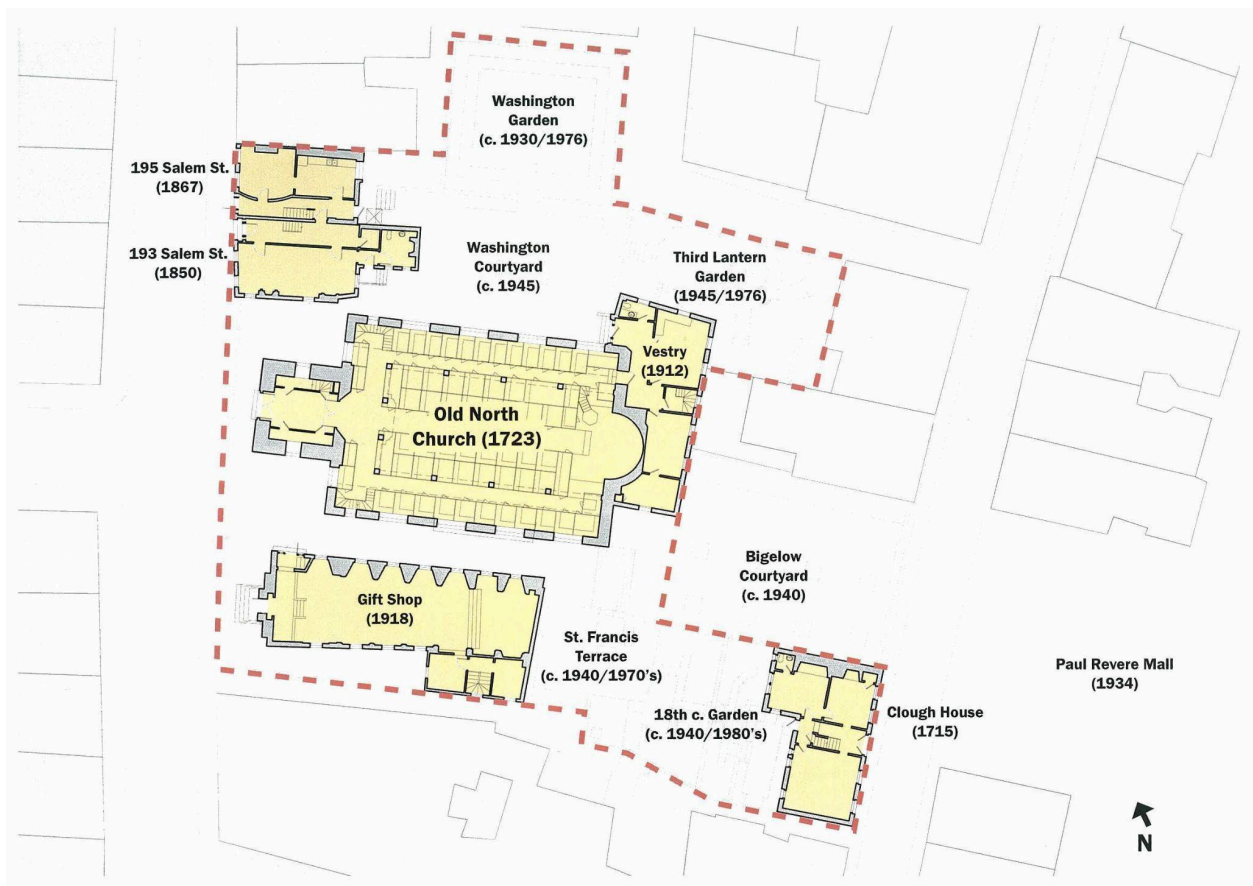 Washington
Garden
(c. 1930/1976)
195 Salem St.
(1867)
193 Salem St.
(1850)
Washington
Courtyard
(c. 1945)
Third Lantern
Garden
(1945/1976)
Vestry
(1912)
Old North
Church (1723)
Bigelow
Courtyard
(c. 1940)
Gift Shop
(1918)
St. Francis
Terrace
(c. 1940/1970's)
Paul Revere Mall
(1934)
18th c. Garden
(c. 1940/1980's)
Clough House
(1715)
N